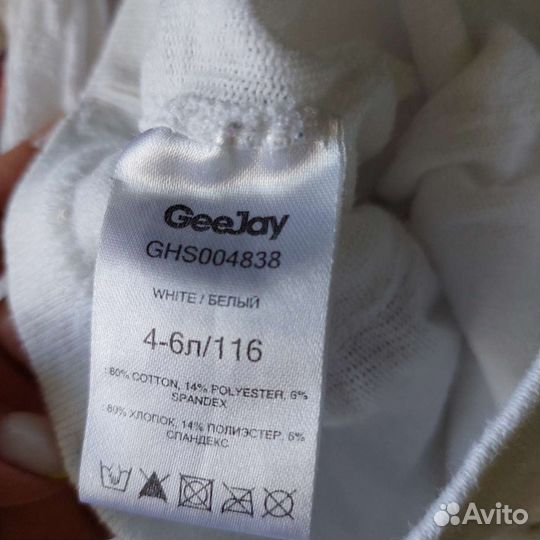 GeeJay
GHS004838
WHITE / БЕЛЫЙ
4-6л/116
80% COTTON, 14% POLYESTER, 6%
SPANDEX
80% ХЛОПОК, 14% ПОЛИЭСТЕР, 6%
СПАНДЕКС
Avito